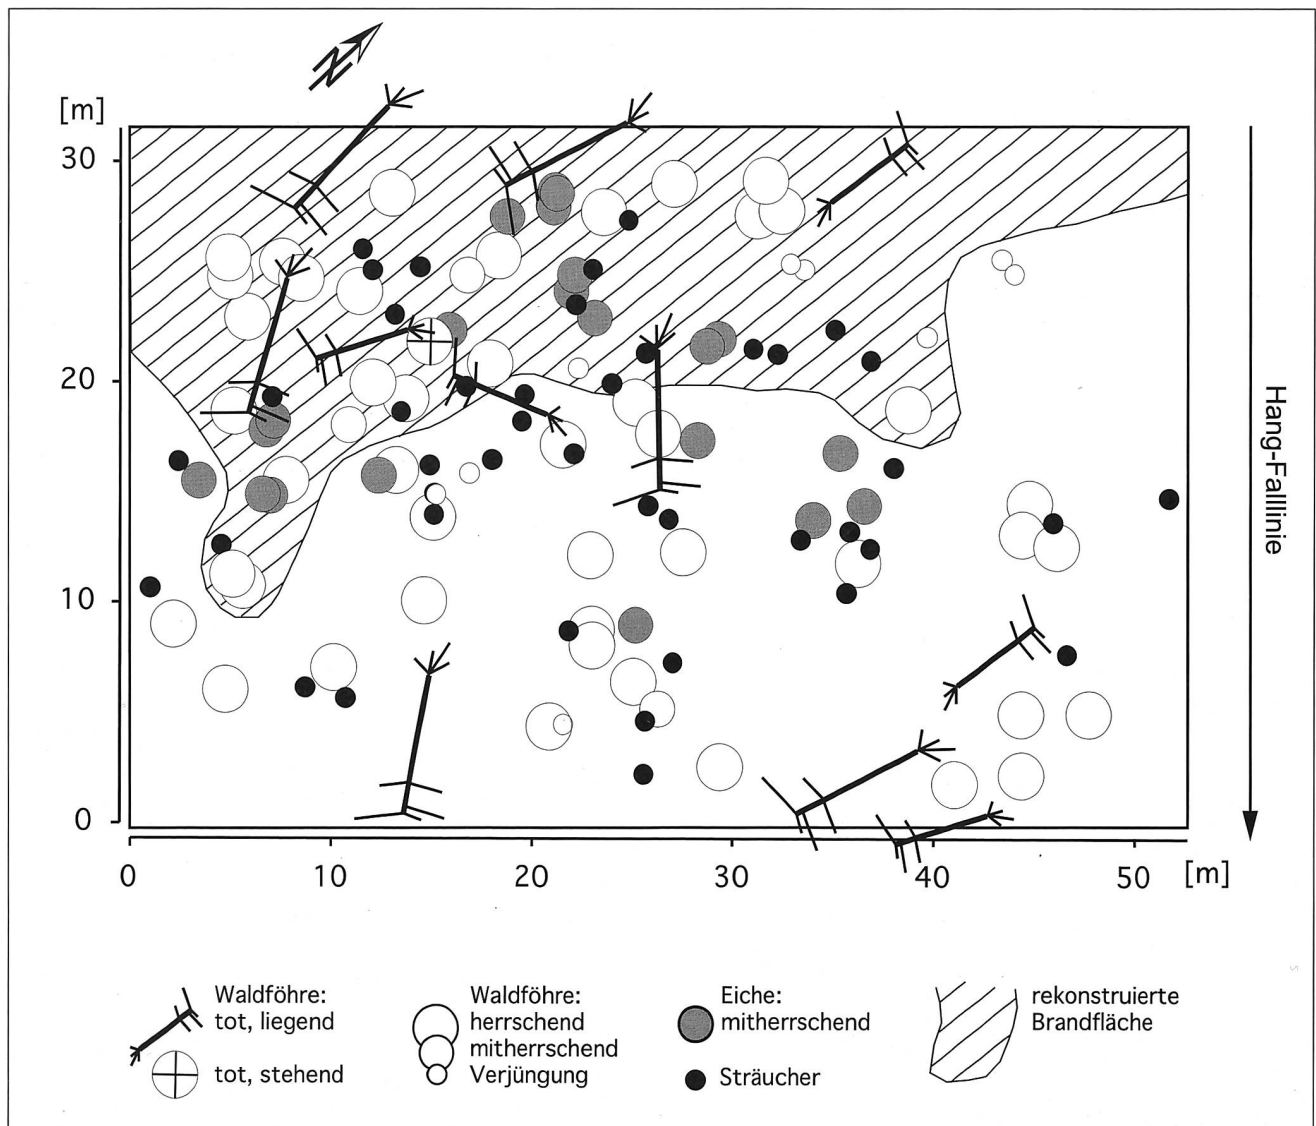 N
[m]
30
20
10
0
0 10 20 30 40 50 [m]
Hang-Falllinie
Waldföhre:
tot, liegend
tot, stehend
Waldföhre:
herrschend
mitherrschend
Verjüngung
Eiche:
mitherrschend
Sträucher
rekonstruierte
Brandfläche